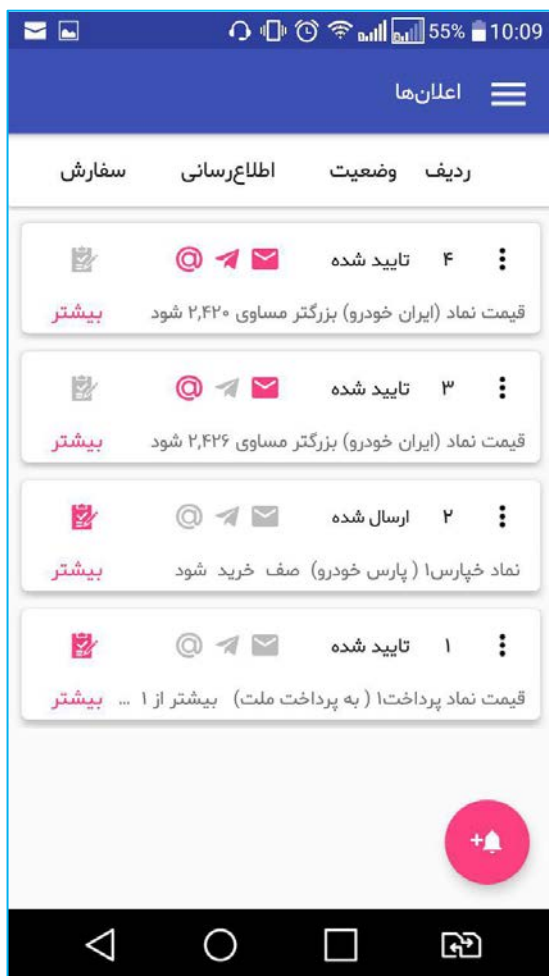 55% 10:09
اعلان‌ها
ردیف وضعیت اطلاع‌رسانی سفارش
۴ تایید شده
قیمت نماد (ایران خودرو) بزرگتر مساوی ۲,۴۲۰ شود بیشتر
۳ تایید شده
قیمت نماد (ایران خودرو) بزرگتر مساوی ۲,۴۲۶ شود بیشتر
۲ ارسال شده
نماد خپارس۱ ( پارس خودرو) صف خرید شود بیشتر
۱ تایید شده
قیمت نماد پرداخت۱ ( به پرداخت ملت) بیشتر از ۱ ... بیشتر